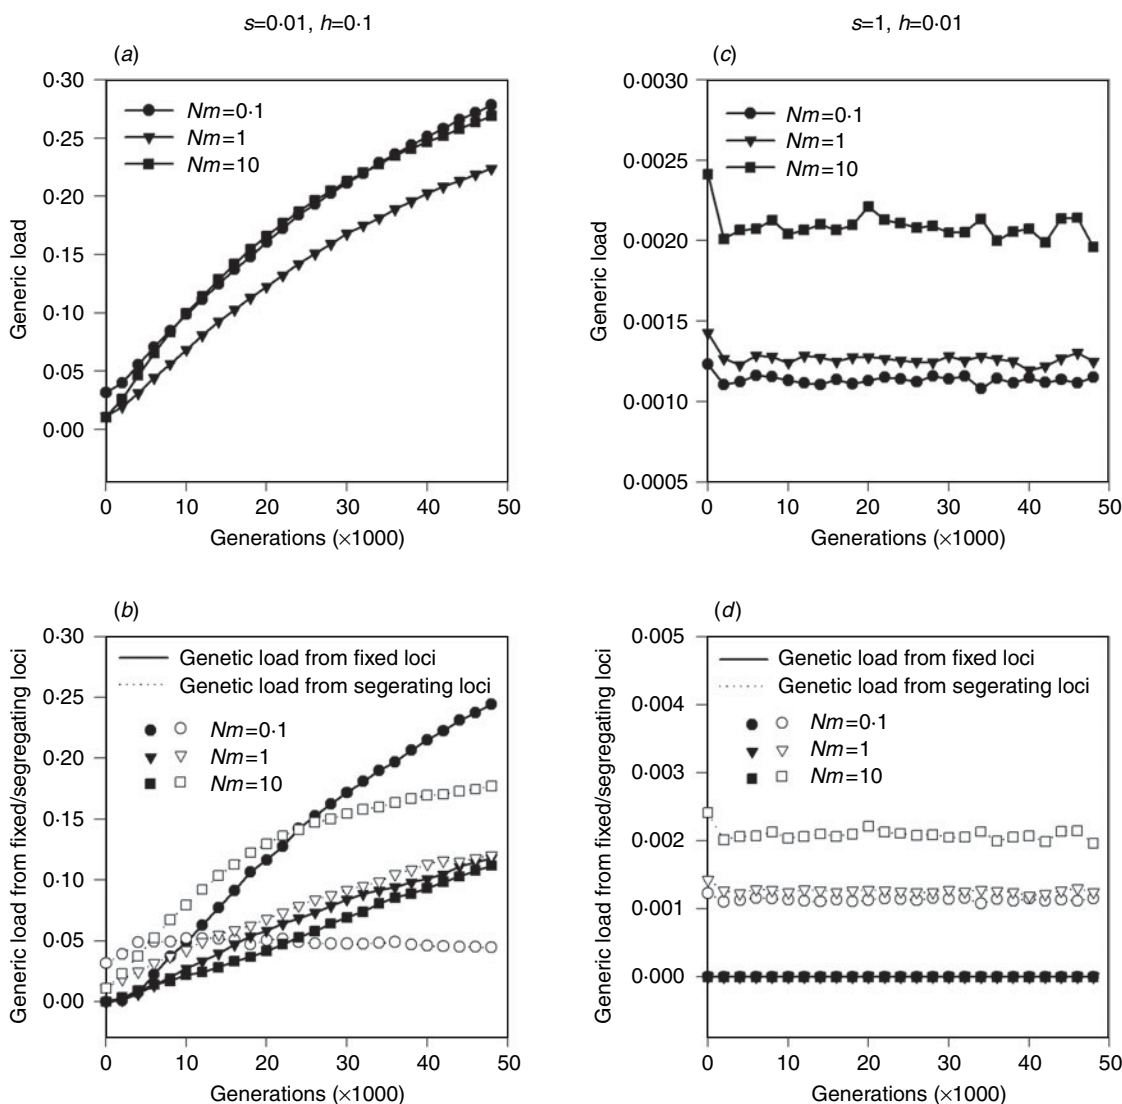 s=0·01, h=0·1
(a)
0·30
0·25
0·20
0·15
0·10
0·05
0·00
Generic load
Nm=0·1
Nm=1
Nm=10
0 10 20 30 40 50
Generations (×1000)
s=1, h=0·01
(c)
0·0030
0·0025
0·0020
0·0015
0·0010
0·0005
Generic load
Nm=0·1
Nm=1
Nm=10
0 10 20 30 40 50
Generations (×1000)
(b)
0·30
0·25
0·20
0·15
0·10
0·05
0·00
Generic load from fixed/segregating loci
Genetic load from fixed loci
Genetic load from segerating loci
Nm=0·1
Nm=1
Nm=10
0 10 20 30 40 50
Generations (×1000)
(d)
0·005
0·004
0·003
0·002
0·001
0·000
Generic load from fixed/segregating loci
Genetic load from fixed loci
Genetic load from segerating loci
Nm=0·1
Nm=1
Nm=10
0 10 20 30 40 50
Generations (×1000)